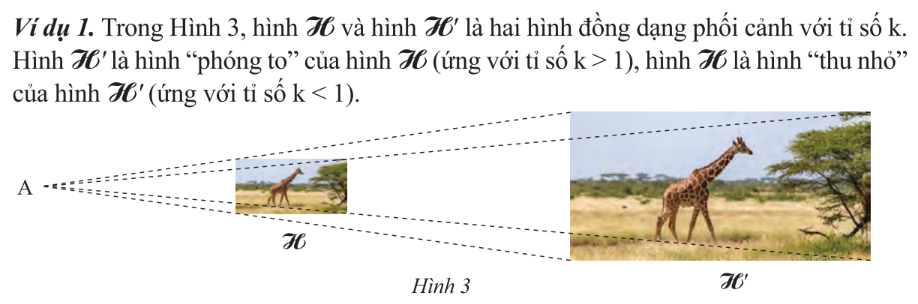 Ví dụ 1. Trong Hình 3, hình ℋ và hình ℋ' là hai hình đồng dạng phối cảnh với tỉ số k.
Hình ℋ' là hình “phóng to” của hình ℋ (ứng với tỉ số k > 1), hình ℋ là hình “thu nhỏ”
của hình ℋ' (ứng với tỉ số k < 1).
A
ℋ
ℋ'
Hình 3